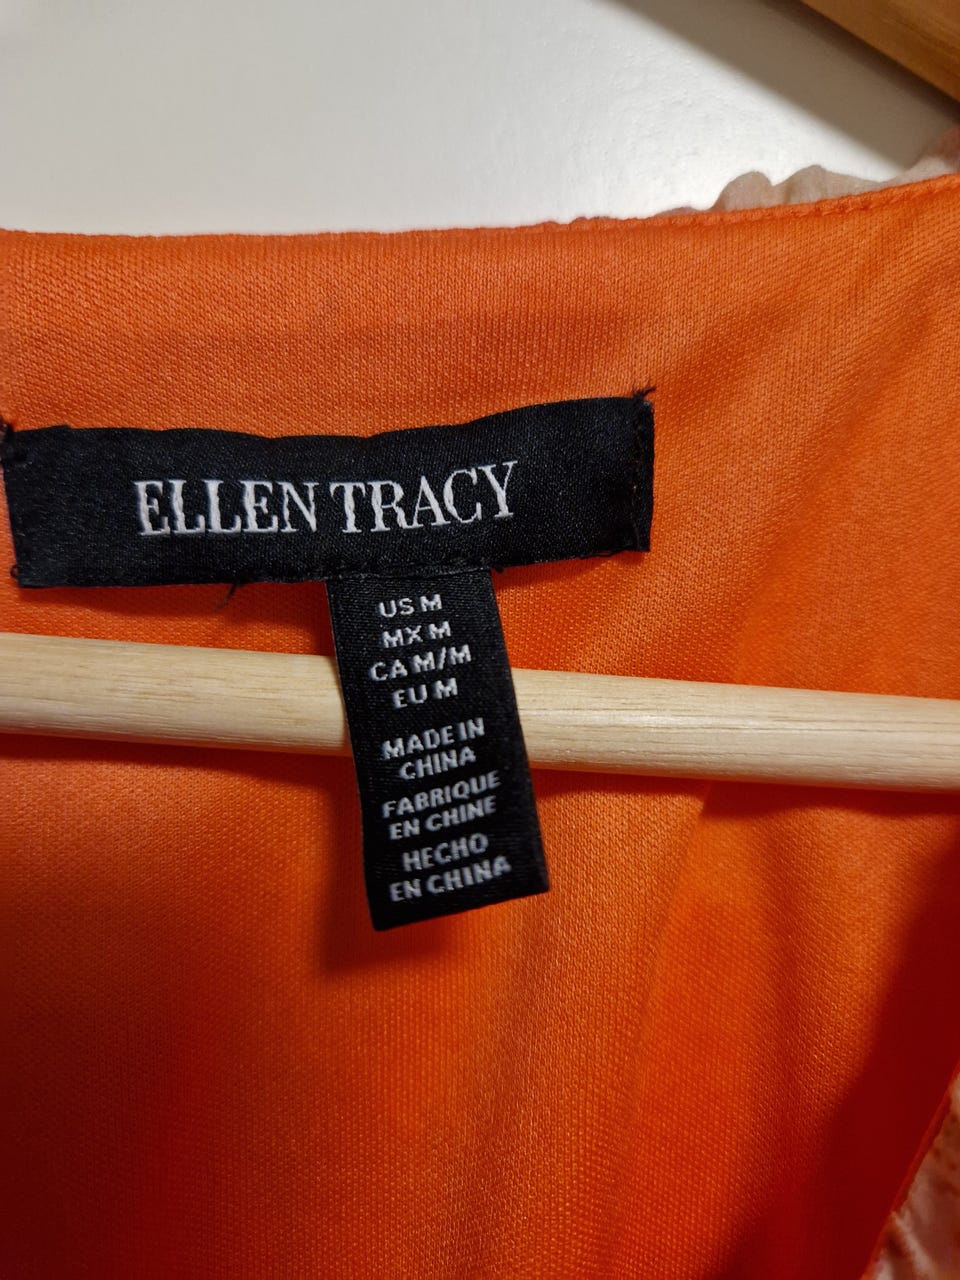 ELLEN TRACY
US M
MX M
CA M/M
EU M
MADE IN
CHINA
FABRIQUE
EN CHINE
HECHO
EN CHINA